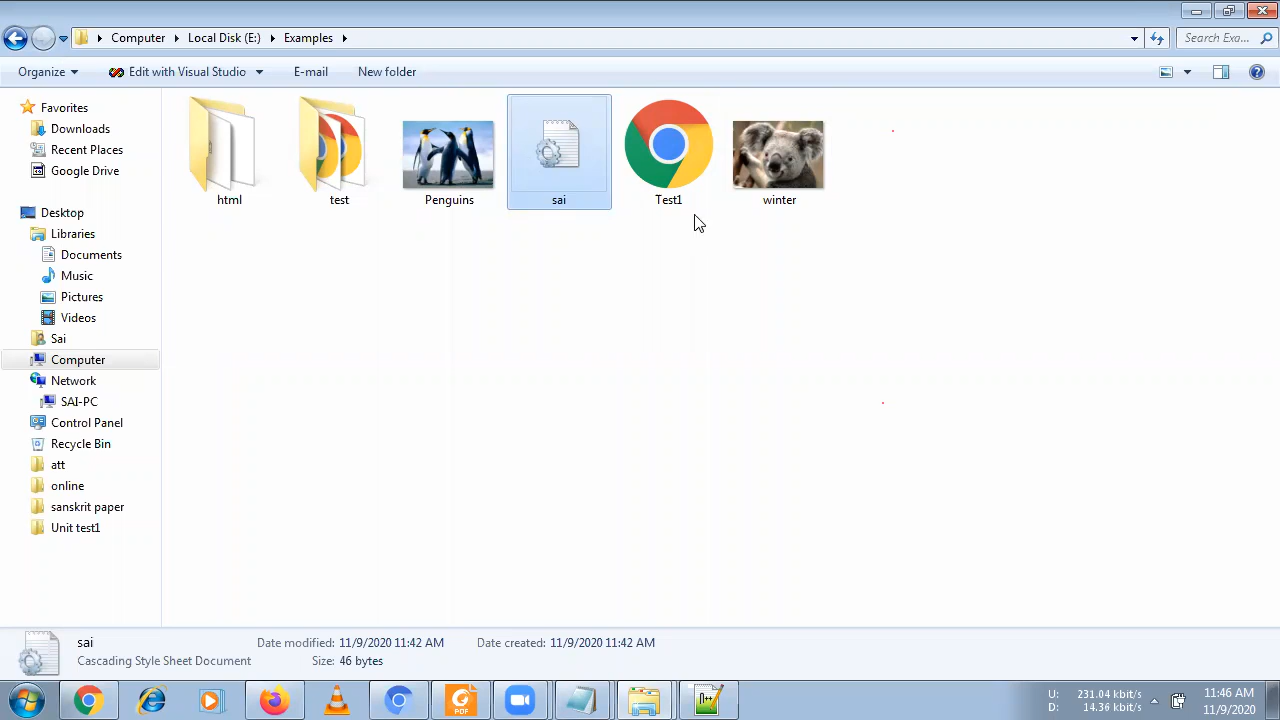 Computer Local Disk (E:) Examples
Search Exa...
Organize Edit with Visual Studio E-mail New folder
Favorites
Downloads
Recent Places
Google Drive
Desktop
Libraries
Documents
Music
Pictures
Videos
Sai
Computer
Network
SAI-PC
Control Panel
Recycle Bin
att
online
sanskrit paper
Unit test1
html test Penguins sai Test1 winter
sai Date modified: 11/9/2020 11:42 AM Date created: 11/9/2020 11:42 AM
Cascading Style Sheet Document Size: 46 bytes
PDF
U: 231.04 kbit/s
D: 14.36 kbit/s
11:46 AM
11/9/2020